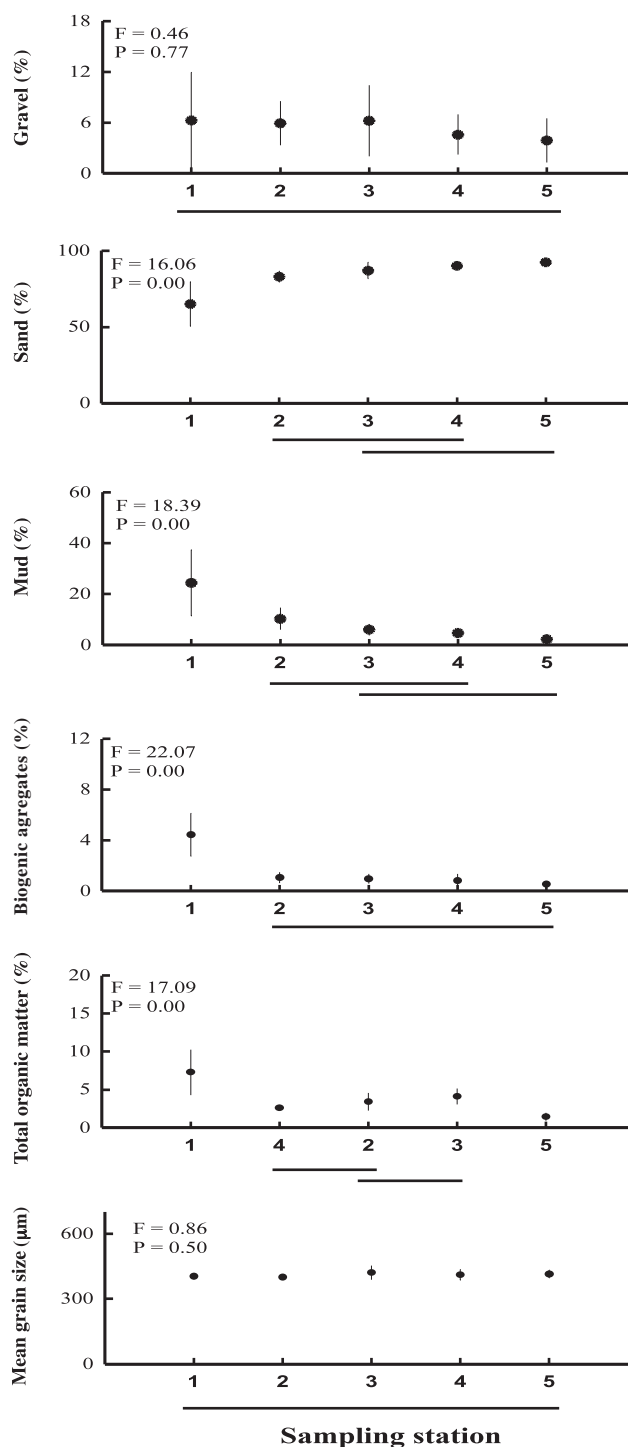 Gravel (%)
F = 0.46
P = 0.77
18
12
6
0
1 2 3 4 5
Sand (%)
F = 16.06
P = 0.00
100
50
0
1 2 3 4 5
Mud (%)
F = 18.39
P = 0.00
60
40
20
0
1 2 3 4 5
Biogenic agregates (%)
F = 22.07
P = 0.00
12
8
4
0
1 2 3 4 5
Total organic matter (%)
F = 17.09
P = 0.00
20
15
10
5
0
1 4 2 3 5
Mean grain size (µm)
F = 0.86
P = 0.50
600
300
0
1 2 3 4 5
Sampling station